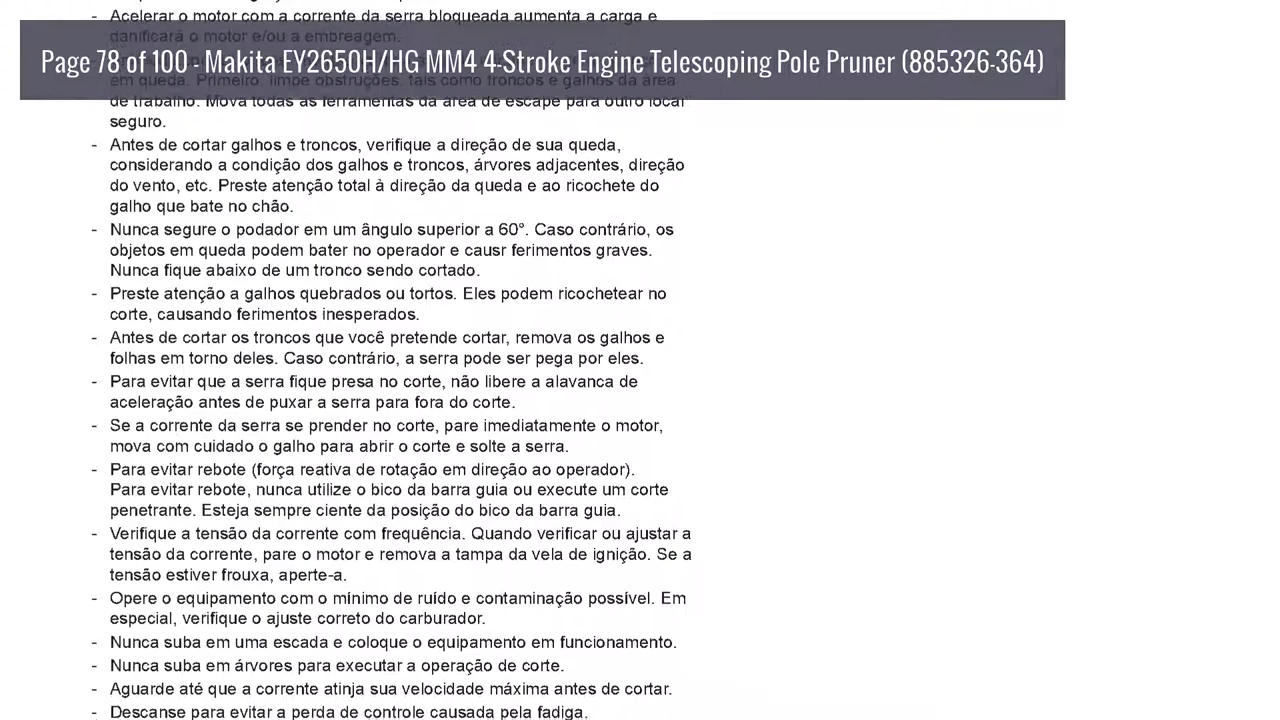 - Acelerar o motor com a corrente da serra bloqueada aumenta a carga e
danificará o motor e/ou a embreagem.
Page 78 of 100 - Makita EY2650H/HG MM4 4-Stroke Engine Telescoping Pole Pruner (885326-364)
em queda. Primeiro, limpe obstruções, tais como troncos e galhos da área
de trabalho. Mova todas as ferramentas da área de escape para outro local
seguro.
- Antes de cortar galhos e troncos, verifique a direção de sua queda,
considerando a condição dos galhos e troncos, árvores adjacentes, direção
do vento, etc. Preste atenção total à direção da queda e ao ricochete do
galho que bate no chão.
- Nunca segure o podador em um ângulo superior a 60°. Caso contrário, os
objetos em queda podem bater no operador e causr ferimentos graves.
Nunca fique abaixo de um tronco sendo cortado.
- Preste atenção a galhos quebrados ou tortos. Eles podem ricochetear no
corte, causando ferimentos inesperados.
- Antes de cortar os troncos que você pretende cortar, remova os galhos e
folhas em torno deles. Caso contrário, a serra pode ser pega por eles.
- Para evitar que a serra fique presa no corte, não libere a alavanca de
aceleração antes de puxar a serra para fora do corte.
- Se a corrente da serra se prender no corte, pare imediatamente o motor,
mova com cuidado o galho para abrir o corte e solte a serra.
- Para evitar rebote (força reativa de rotação em direção ao operador).
Para evitar rebote, nunca utilize o bico da barra guia ou execute um corte
penetrante. Esteja sempre ciente da posição do bico da barra guia.
- Verifique a tensão da corrente com frequência. Quando verificar ou ajustar a
tensão da corrente, pare o motor e remova a tampa da vela de ignição. Se a
tensão estiver frouxa, aperte-a.
- Opere o equipamento com o mínimo de ruído e contaminação possível. Em
especial, verifique o ajuste correto do carburador.
- Nunca suba em uma escada e coloque o equipamento em funcionamento.
- Nunca suba em árvores para executar a operação de corte.
- Aguarde até que a corrente atinja sua velocidade máxima antes de cortar.
- Descanse para evitar a perda de controle causada pela fadiga.